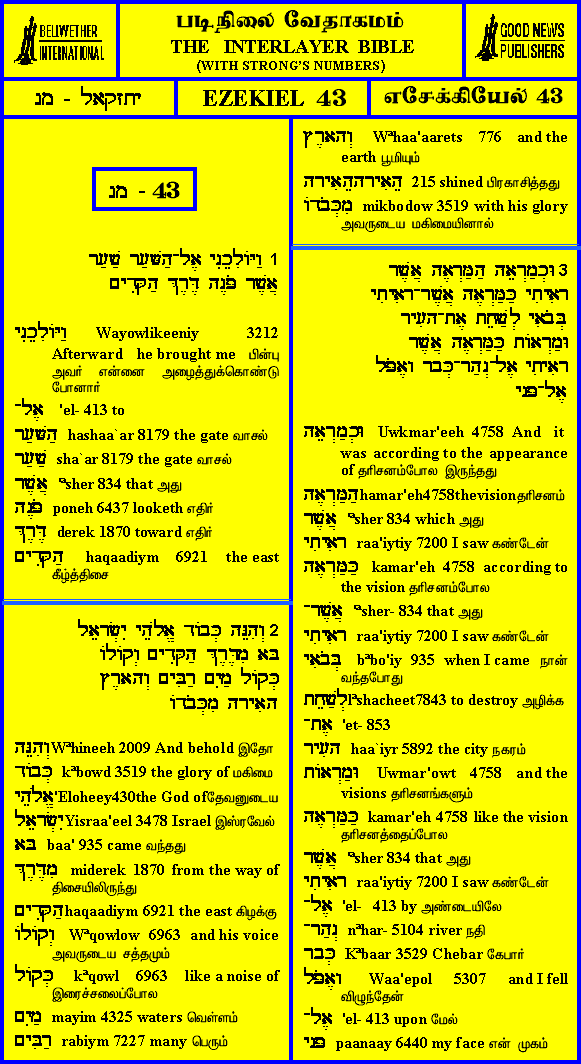 BELLWETHER
INTERNATIONAL
படிநிலை வேதாகமம்
THE INTERLAYER BIBLE
(WITH STRONG'S NUMBERS)
GOOD NEWS
PUBLISHERS
יחזקאל - מג
EZEKIEL 43
எசேக்கியேல் 43
מג - 43
1 וַיּוֹלִכֵנִי אֶל־הַשַּׁעַר שַׁעַר
אֲשֶׁר פֹּנֶה דֶּרֶךְ הַקָּדִים
וַיּוֹלִכֵנִי Wayowlikeeniy 3212
Afterward he brought me பின்பு
அவர் என்னை அழைத்துக்கொண்டு
போனார்
אֶל־ 'el- 413 to
הַשַּׁעַר hashaa`ar 8179 the gate வாசல்
שַׁעַר sha`ar 8179 the gate வாசல்
אֲשֶׁר ªsher 834 that அது
פֹּנֶה poneh 6437 looketh எதிர்
דֶּרֶךְ derek 1870 toward எதிர்
הַקָּדִים haqaadiym 6921 the east
கீழ்த்திசை
2 וְהִנֵּה כְּבוֹד אֱלֹהֵי יִשְׂרָאֵל
בָּא מִדֶּרֶךְ הַקָּדִים וְקוֹלוֹ
כְּקוֹל מַיִם רַבִּים וְהָאָרֶץ
הֵאִירָה מִכְּבֹדוֹ
וְהִנֵּה Wªhineeh 2009 And behold இதோ
כְּבוֹד kªbowd 3519 the glory of மகிமை
אֱלֹהֵי 'Eloheey430the God ofதேவனுடைய
יִשְׂרָאֵל Yisraa'eel 3478 Israel இஸ்ரவேல்
בָּא baa' 935 came வந்தது
מִדֶּרֶךְ miderek 1870 from the way of
திசையிலிருந்து
הַקָּדִים haqaadiym 6921 the east கிழக்கு
וְקוֹלוֹ Wªqowlow 6963 and his voice
அவருடைய சத்தமும்
כְּקוֹל kªqowl 6963 like a noise of
இரைச்சலைப்போல
מַיִם mayim 4325 waters வெள்ளம்
רַבִּים rabiym 7227 many பெரும்
וְהָאָרֶץ Wªhaa'aarets 776 and the
earth பூமியும்
הֵאִירָההֵאִירָה 215 shined பிரகாசித்தது
מִכְּבֹדוֹ mikbodow 3519 with his glory
அவருடைய மகிமையினால்
3 וּכְמַרְאֵה הַמַּרְאֶה אֲשֶׁר
רָאִיתִי כַּמַּרְאֶה אֲשֶׁר־רָאִיתִי
בְּבֹאִי לְשַׁחֵת אֶת־הָעִיר
וּמַרְאוֹת כַּמַּרְאֶה אֲשֶׁר
רָאִיתִי אֶל־נְהַר־כְּבָר וָאֶפֹּל
אֶל־פָּנָי
וּכְמַרְאֵה Uwkmar'eeh 4758 And it
was according to the appearance
of தரிசனம்போல இருந்தது
הַמַּרְאֶה hamar'eh4758thevisionதரிசனம்
אֲשֶׁר ªsher 834 which அது
רָאִיתִי raa'iytiy 7200 I saw கண்டேன்
כַּמַּרְאֶה kamar'eh 4758 according to
the vision தரிசனம்போல
אֲשֶׁר־ ªsher- 834 that அது
רָאִיתִי raa'iytiy 7200 I saw கண்டேன்
בְּבֹאִי bªbo'iy 935 when I came நான்
வந்தபோது
לְשַׁחֵת lªshacheet7843 to destroy அழிக்க
אֶת־ 'et- 853
הָעִיר haa`iyr 5892 the city நகரம்
וּמַרְאוֹת Uwmar'owt 4758 and the
visions தரிசனங்களும்
כַּמַּרְאֶה kamar'eh 4758 like the vision
தரிசனத்தைப்போல
אֲשֶׁר ªsher 834 that அது
רָאִיתִי raa'iytiy 7200 I saw கண்டேன்
אֶל־ 'el- 413 by அண்டையிலே
נְהַר־ nªhar- 5104 river நதி
כְּבָר Kªbaar 3529 Chebar கேபார்
וָאֶפֹּל Waa'epol 5307 and I fell
விழுந்தேன்
אֶל־ 'el- 413 upon மேல்
פָּנָי paanaay 6440 my face என் முகம்